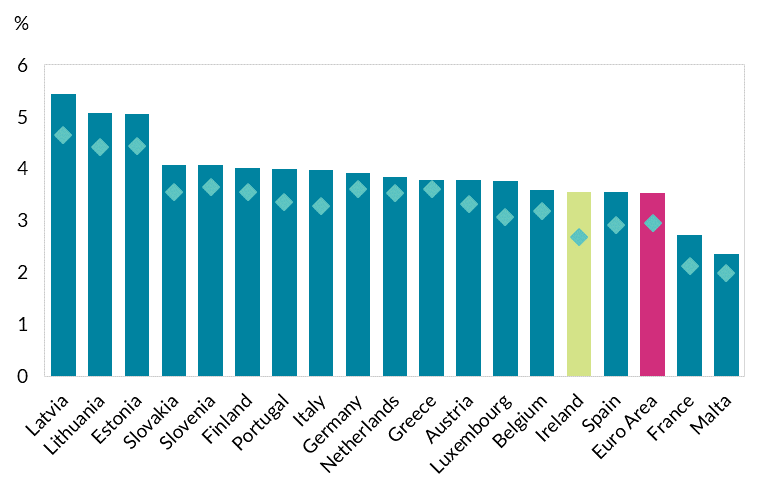 %
6
5
4
3
2
1
0
Latvia
Lithuania
Estonia
Slovakia
Slovenia
Finland
Portugal
Italy
Germany
Netherlands
Greece
Austria
Luxembourg
Belgium
Ireland
Spain
Euro Area
France
Malta